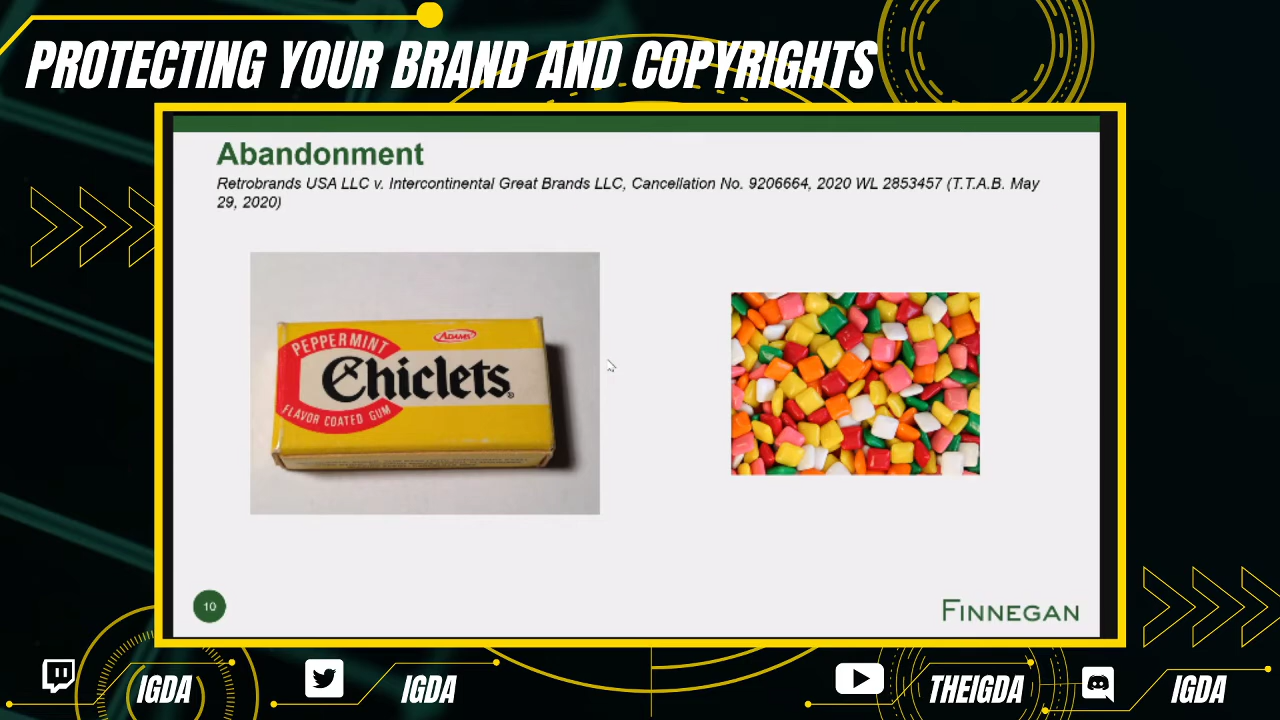 PROTECTING YOUR BRAND AND COPYRIGHTS
Abandonment
Retrobrands USA LLC v. Intercontinental Great Brands LLC, Cancellation No. 9206664, 2020 WL 2853457 (T.T.A.B. May
29, 2020)
PEPPERMINT
ADAMS
Chiclets®
FLAVOR COATED GUM
10
FINNEGAN
IGDA
IGDA
THEIGDA
IGDA